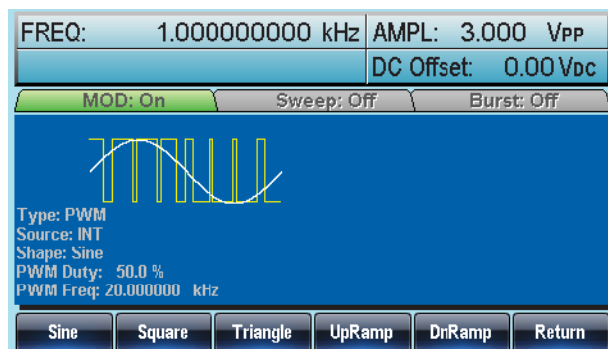 FREQ: 1.000000000 kHz AMPL: 3.000 VPP
DC Offset: 0.00 VDC
MOD: On Sweep: Off Burst: Off
Type: PWM
Source: INT
Shape: Sine
PWM Duty: 50.0 %
PWM Freq: 20.000000 kHz
Sine Square Triangle UpRamp DnRamp Return